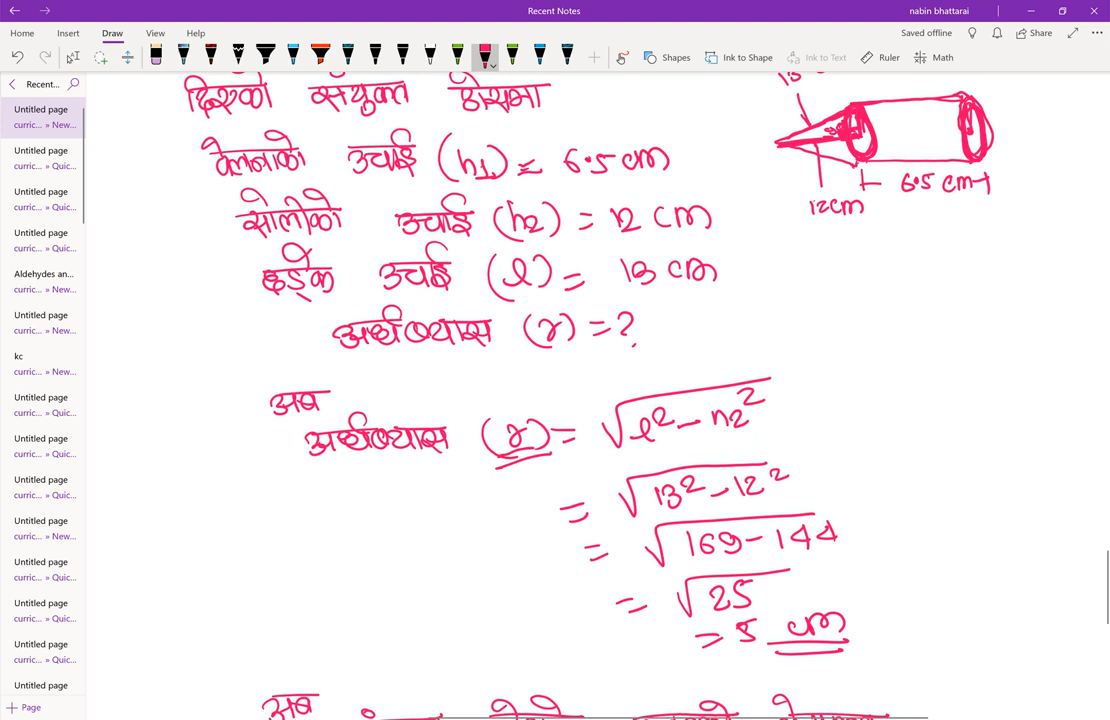 Recent Notes
nabin bhattarai
Home Insert Draw View Help
Saved offline
Share
Shapes
Ink to Shape
Ink to Text
Ruler
Math
Recent...
Untitled page
curric... » New...
Untitled page
curric... » Quic...
Untitled page
curric... » Quic...
Untitled page
curric... » Quic...
Aldehydes an...
curric... » New...
Untitled page
curric... » New...
kc
curric... » New...
Untitled page
curric... » Quic...
Untitled page
curric... » Quic...
Untitled page
curric... » Quic...
Untitled page
curric... » New...
Untitled page
curric... » Quic...
Untitled page
curric... » Quic...
Untitled page
curric... » Quic...
Untitled page
Page
दिएको संयुक्त ठोसमा
वेलनाको उचाई (h1) = 6.5 cm
सोलीको उचाई (h2) = 12 cm
छड्के उचाई (l) = 13 cm
अर्धव्यास (r) = ?
6.5 cm
12cm
अब
अर्धव्यास (r) = √l² - h2²
= √13² - 12²
= √169 - 144
= √25
= 5 cm
अब